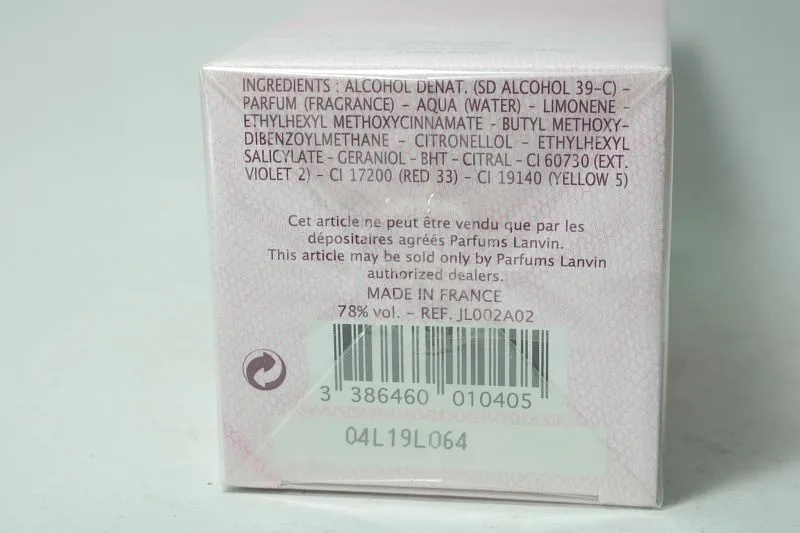 INGREDIENTS : ALCOHOL DENAT. (SD ALCOHOL 39-C) –
PARFUM (FRAGRANCE) – AQUA (WATER) – LIMONENE –
ETHYLHEXYL METHOXYCINNAMATE – BUTYL METHOXY-
DIBENZOYLMETHANE – CITRONELLOL – ETHYLHEXYL
SALICYLATE – GERANIOL – BHT – CITRAL – CI 60730 (EXT.
VIOLET 2) – CI 17200 (RED 33) – CI 19140 (YELLOW 5)
Cet article ne peut être vendu que par les
dépositaires agréés Parfums Lanvin.
This article may be sold only by Parfums Lanvin
authorized dealers.
MADE IN FRANCE
78% vol. – REF. JL002A02
3 386460 010405
04L19L064